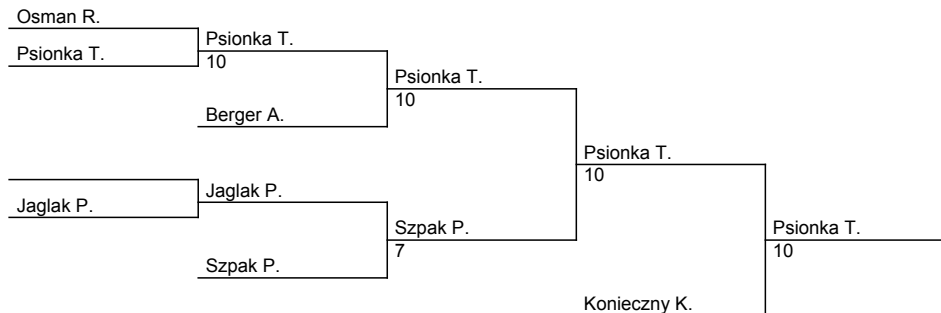 Osman R.
Psionka T.
Psionka T.
10
Berger A.
Psionka T.
10
Jaglak P.
Jaglak P.
Szpak P.
Szpak P.
7
Psionka T.
10
Konieczny K.
Psionka T.
10